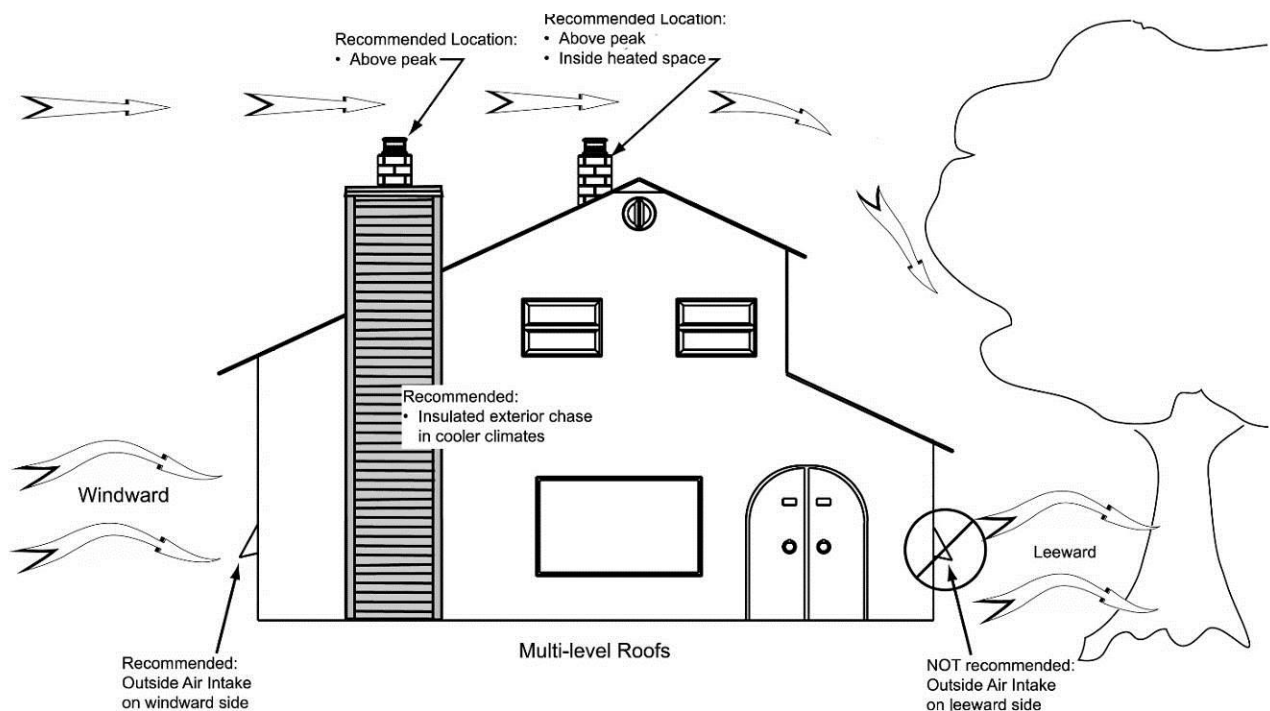 Recommended Location:
• Above peak
Recommended Location:
• Above peak
• Inside heated space
Recommended:
• Insulated exterior chase
in cooler climates
Windward
Leeward
Multi-level Roofs
Recommended:
Outside Air Intake
on windward side
NOT recommended:
Outside Air Intake
on leeward side